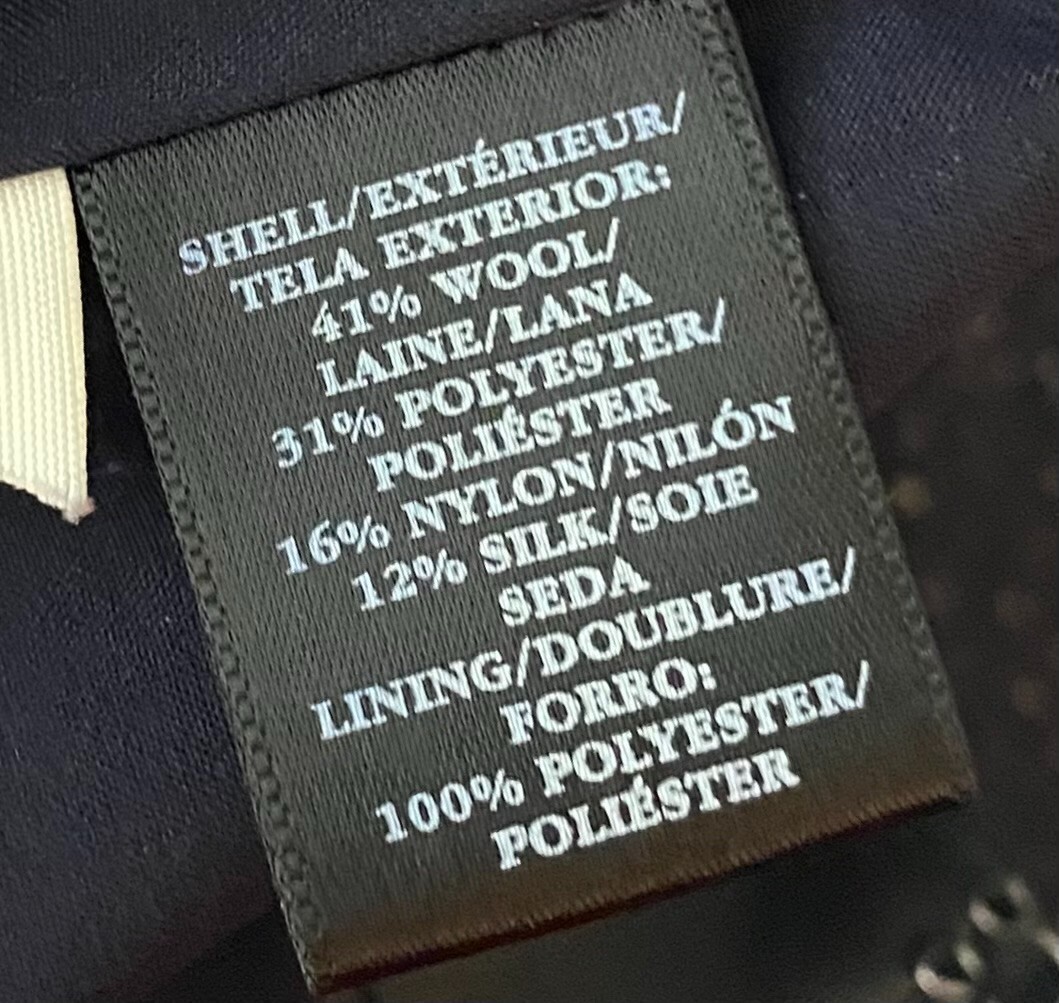 SHELL/EXTÉRIEUR/
TELA EXTERIOR:
41% WOOL/
LAINE/LANA
31% POLYESTER/
POLIÉSTER
16% NYLON/NILÓN
12% SILK/SOIE
SEDA
LINING/DOUBLURE/
FORRO:
100% POLYESTER/
POLIÉSTER